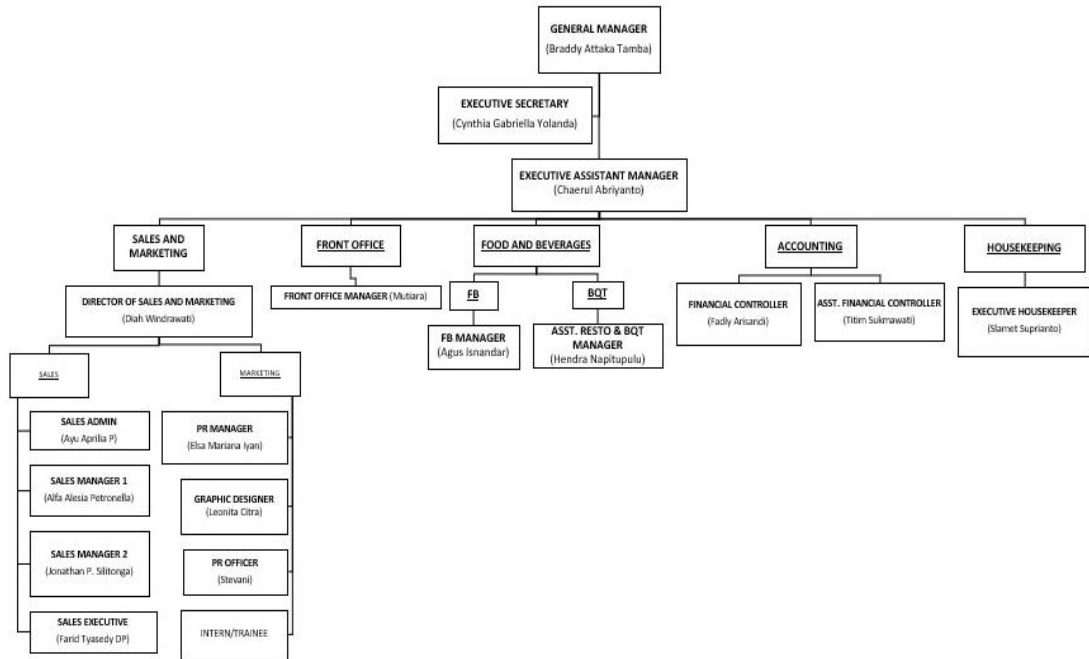 GENERAL MANAGER
(Braddy Attaka Tamba)
EXECUTIVE SECRETARY
(Cynthia Gabriella Yolanda)
EXECUTIVE ASSISTANT MANAGER
(Chaerul Abriyanto)
SALES AND
MARKETING
FRONT OFFICE
FOOD AND BEVERAGES
ACCOUNTING
HOUSEKEEPING
DIRECTOR OF SALES AND MARKETING
(Diah Windrawati)
FRONT OFFICE MANAGER (Mutiara)
FB
BQT
FINANCIAL CONTROLLER
(Fadly Arisandi)
ASST. FINANCIAL CONTROLLER
(Titim Sukmawati)
EXECUTIVE HOUSEKEEPER
(Slamet Suprianto)
FB MANAGER
(Agus Isnandar)
ASST. RESTO & BQT
MANAGER
(Hendra Napitupulu)
SALES
MARKETING
SALES ADMIN
(Ayu Aprilia P)
PR MANAGER
(Elsa Mariana Iyan)
SALES MANAGER 1
(Alfa Alesia Petronella)
GRAPHIC DESIGNER
(Leonita Citra)
SALES MANAGER 2
(Jonathan P. Silitonga)
PR OFFICER
(Stevani)
SALES EXECUTIVE
(Farid Tyasedy DP)
INTERN/TRAINEE